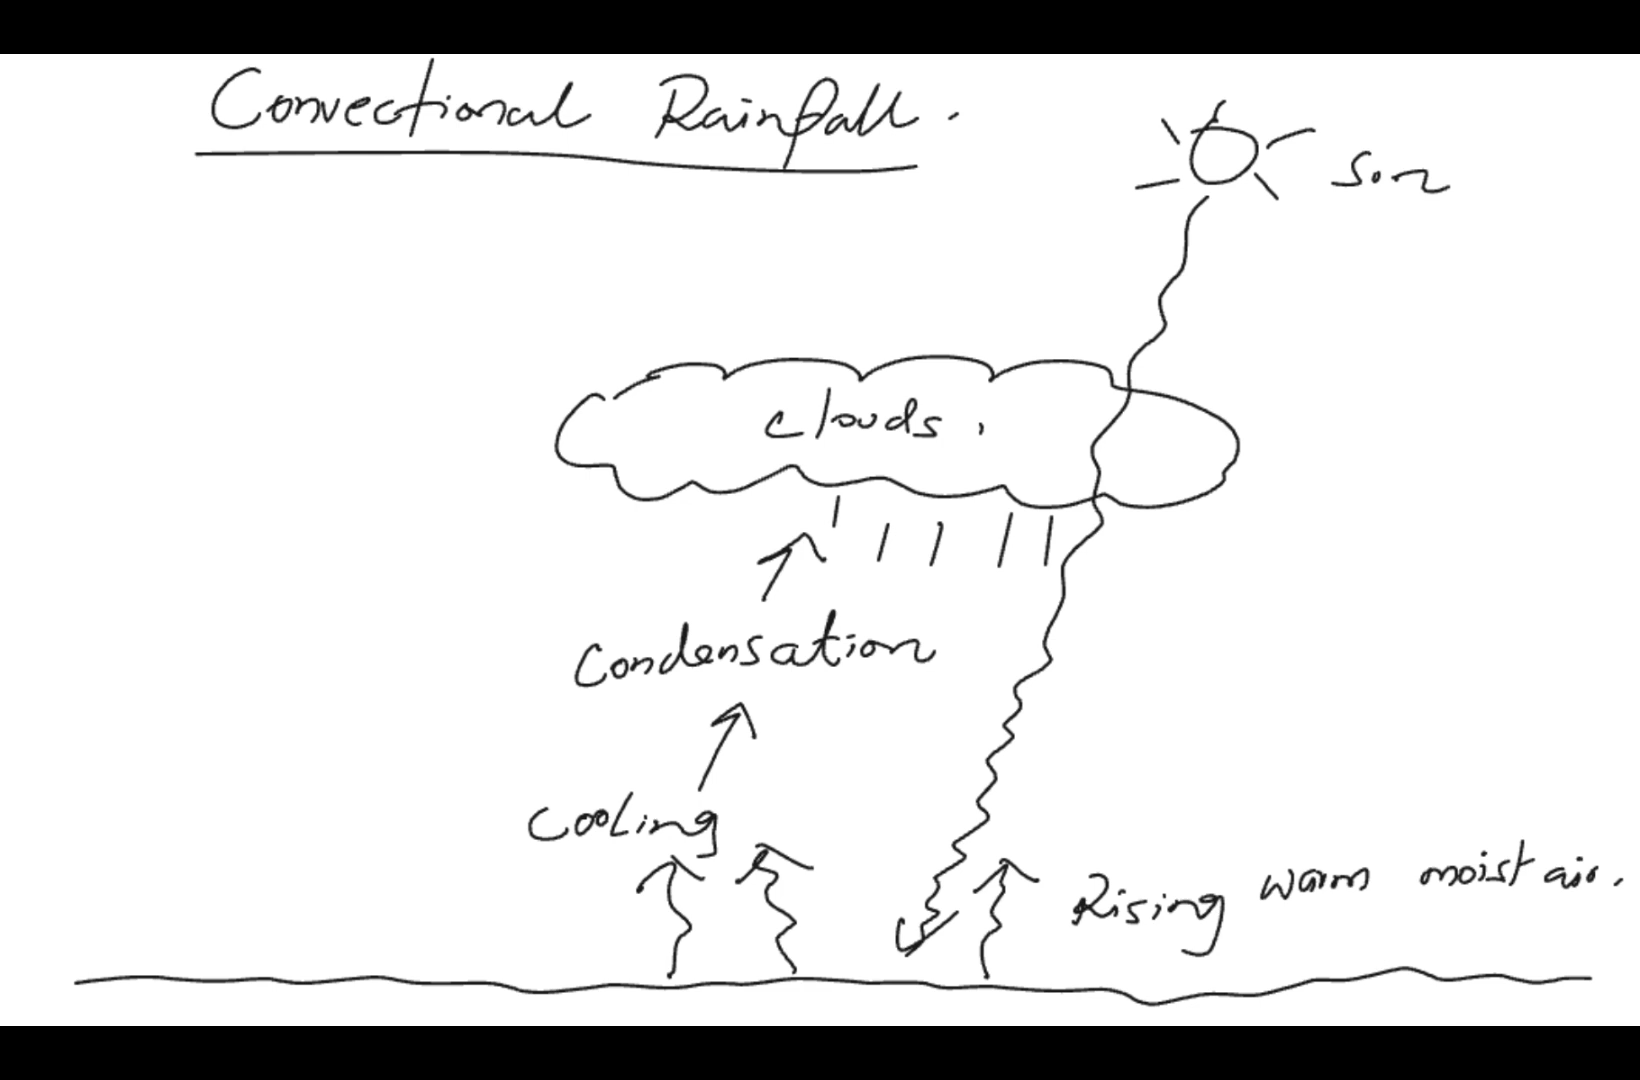 Convectional Rainfall.
Sun
Clouds.
Condensation
Cooling
Rising warm moist air.